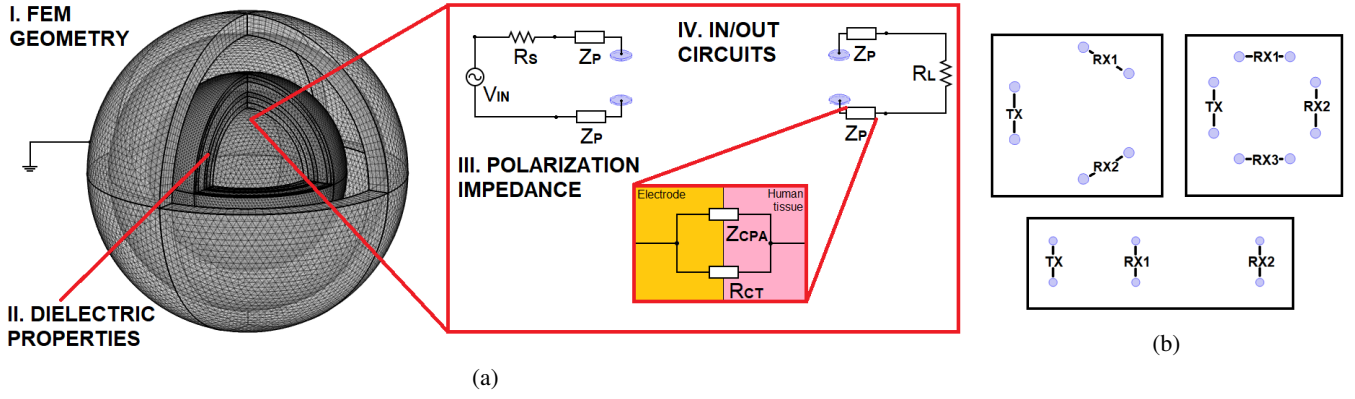 I. FEM
GEOMETRY
II. DIELECTRIC
PROPERTIES
IV. IN/OUT
CIRCUITS
RS
ZP
VIN
ZP
ZP
RL
ZP
III. POLARIZATION
IMPEDANCE
Electrode
Human
tissue
ZCPA
RCT
(a)
TX
RX1
RX2
TX
RX1
RX2
RX3
TX
RX1
RX2
(b)